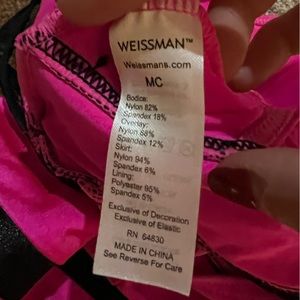 WEISSMAN™
Weissmans.com
MC
Bodice:
Nylon 82%
Spandex 18%
Overlay:
Nylon 88%
Spandex 12%
Skirt:
Nylon 94%
Spandex 6%
Lining:
Polyester 95%
Spandex 5%
Exclusive of Decoration
Exclusive of Elastic
RN 64830
MADE IN CHINA
See Reverse For Care